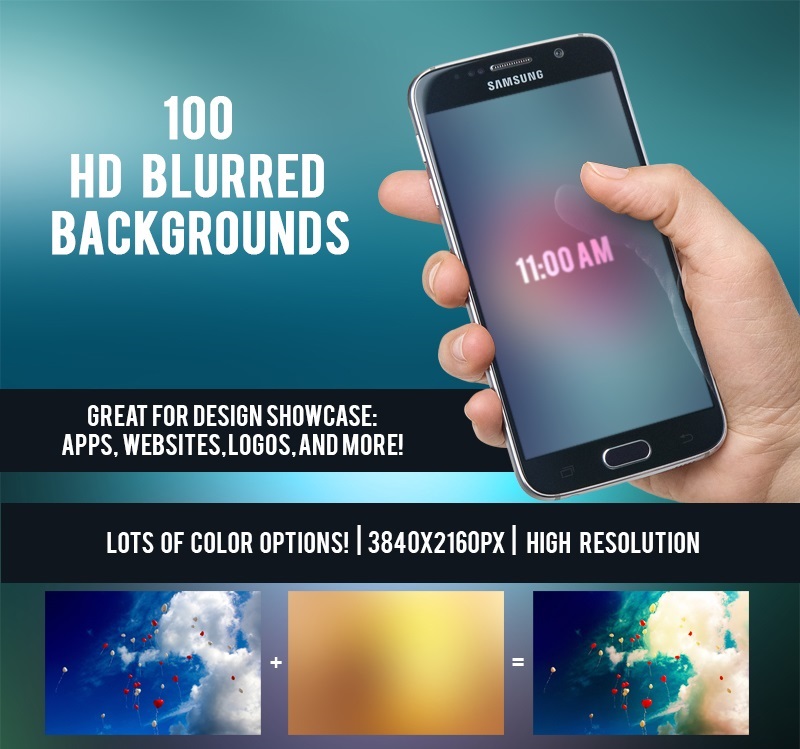 100
HD BLURRED
BACKGROUNDS
SAMSUNG
11:00 AM
GREAT FOR DESIGN SHOWCASE:
APPS, WEBSITES, LOGOS, AND MORE!
LOTS OF COLOR OPTIONS! | 3840X2160PX | HIGH RESOLUTION
+ =